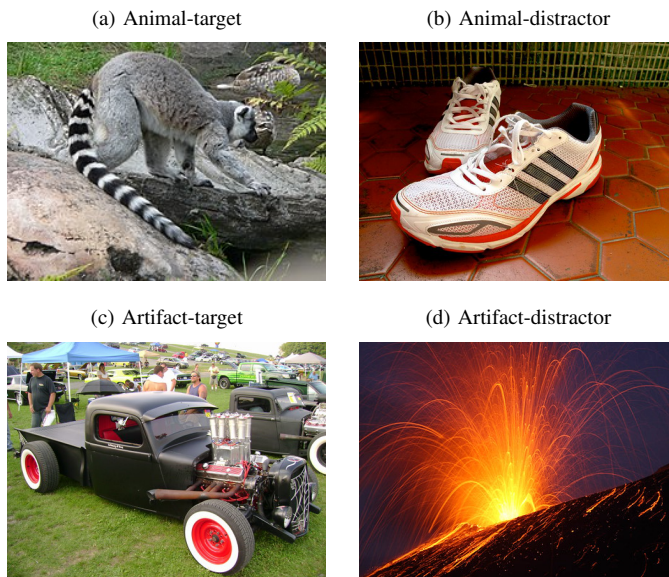 (a) Animal-target
(b) Animal-distractor
(c) Artifact-target
(d) Artifact-distractor